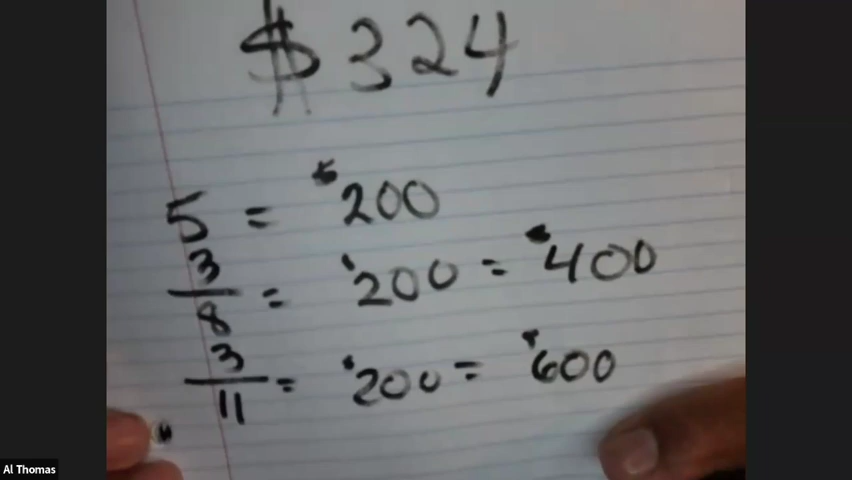 $324
5 = $200
3
8 = $200 = $400
3
11 = $200 = $600
Al Thomas